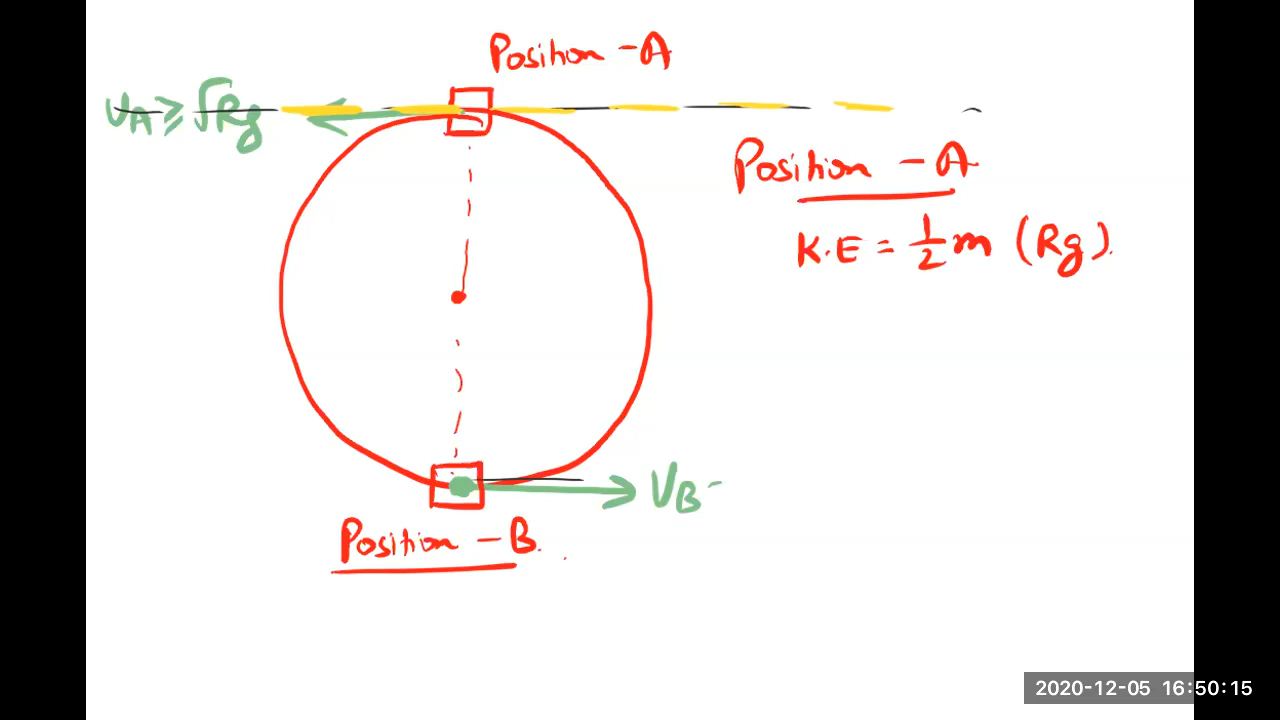 Position - A
VA ≥ √Rg
Position - A
K.E = 1/2 m (Rg).
VB -
Position - B.
2020-12-05 16:50:15